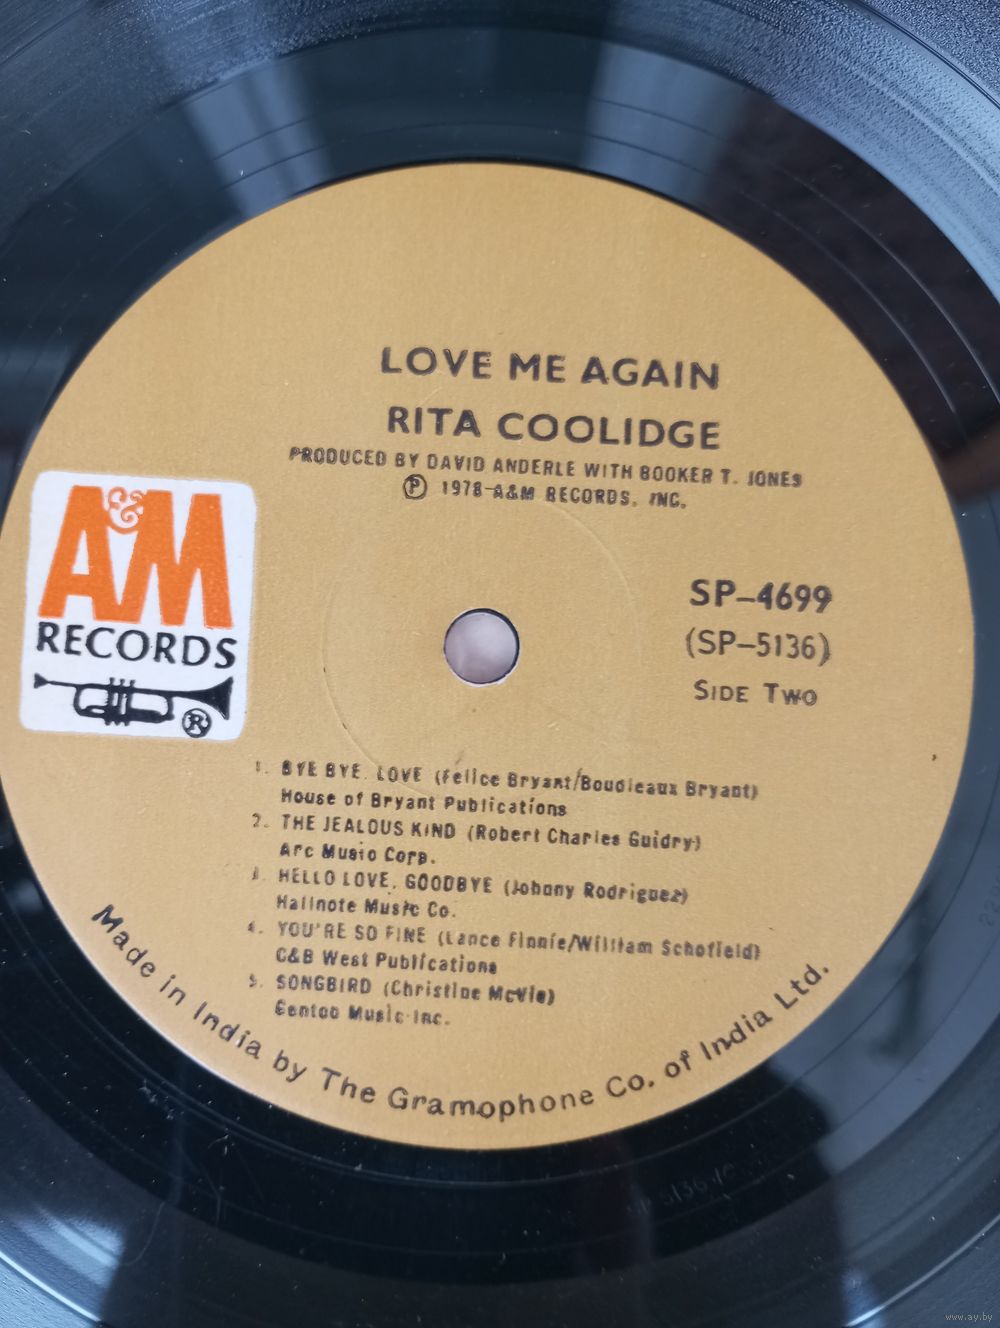 LOVE ME AGAIN
RITA COOLIDGE
PRODUCED BY DAVID ANDERLE WITH BOOKER T. JONES
Ⓟ 1978 A&M RECORDS, INC.
A&M
RECORDS
®
SP-4699
(SP-5136)
SIDE TWO
1. BYE BYE. LOVE (Felice Bryant/Boudleaux Bryant)
House of Bryant Publications
2. THE JEALOUS KIND (Robert Charles Guidry)
Arc Music Corp.
3. HELLO LOVE, GOODBYE (Johnny Rodriguez)
Hallnote Music Co.
4. YOU'RE SO FINE (Lance Finnie/William Schofield)
C&B West Publications
5. SONGBIRD (Christine McVie)
Gentoo Music Inc.
Made in India by The Gramophone Co. of India Ltd.
www.ay.by